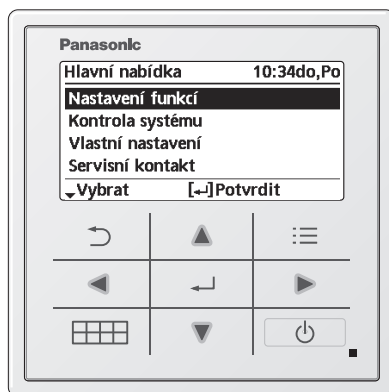 Panasonic
Hlavní nabídka 10:34do,Po
Nastavení funkcí
Kontrola systému
Vlastní nastavení
Servisní kontakt
Vybrat [↵]Potvrdit